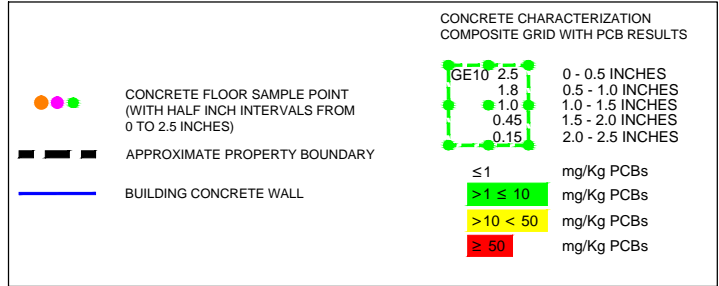 CONCRETE CHARACTERIZATION
COMPOSITE GRID WITH PCB RESULTS
CONCRETE FLOOR SAMPLE POINT
(WITH HALF INCH INTERVALS FROM
0 TO 2.5 INCHES)
APPROXIMATE PROPERTY BOUNDARY
BUILDING CONCRETE WALL
GE10 2.5 0 - 0.5 INCHES
1.8 0.5 - 1.0 INCHES
1.0 1.0 - 1.5 INCHES
0.45 1.5 - 2.0 INCHES
0.15 2.0 - 2.5 INCHES
≤1 mg/Kg PCBs
>1 ≤ 10 mg/Kg PCBs
>10 < 50 mg/Kg PCBs
≥ 50 mg/Kg PCBs